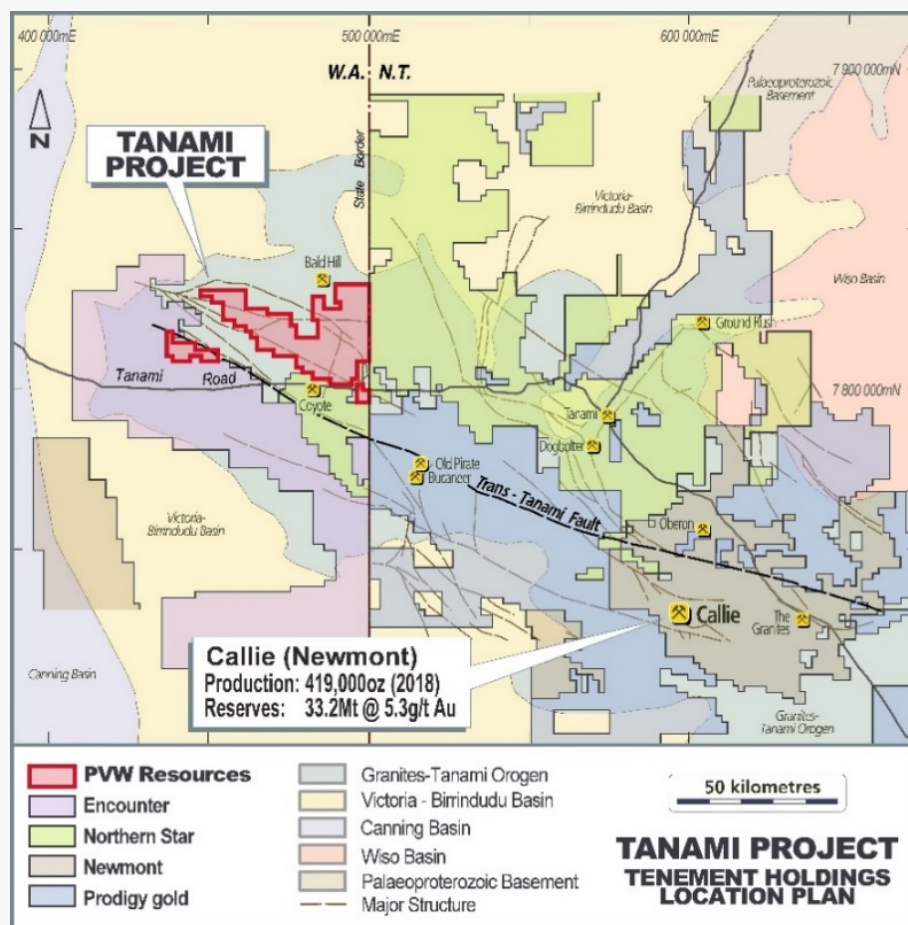 400 000mE
500 000mE
600 000mE
W.A.
N.T.
7 900 000mN
Palaeoproterozoic
Basement
N
TANAMI
PROJECT
State Border
Victoria-
Birrindudu Basin
Bald Hill
Wiso Basin
Ground Rush
Tanami Road
7 800 000mN
Coyote
Tanami
Dogbolter
Old Pirate
Bucaneer
Trans - Tanami Fault
Victoria-
Birrindudu Basin
Oberon
Callie
The
Granites
Callie (Newmont)
Production: 419,000oz (2018)
Reserves: 33.2Mt @ 5.3g/t Au
Canning Basin
Granites-
Tanami Orogen
PVW Resources
Encounter
Northern Star
Newmont
Prodigy gold
Granites-Tanami Orogen
Victoria - Birrindudu Basin
Canning Basin
Wiso Basin
Palaeoproterozoic Basement
Major Structure
50 kilometres
TANAMI PROJECT
TENEMENT HOLDINGS
LOCATION PLAN